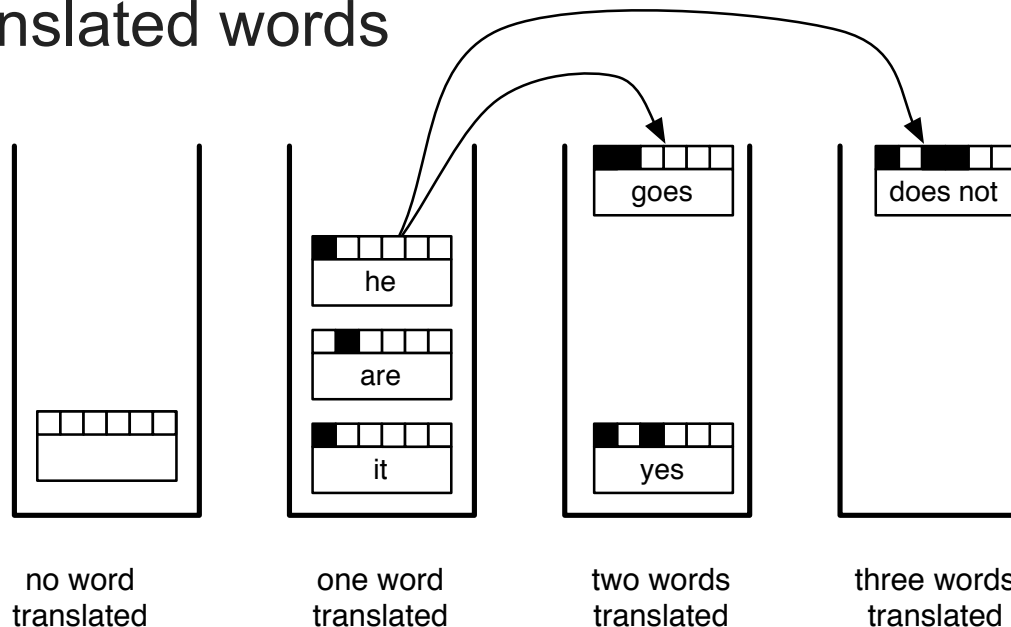 nslated words
goes
does not
he
are
it
yes
no word
translated
one word
translated
two words
translated
three words
translated